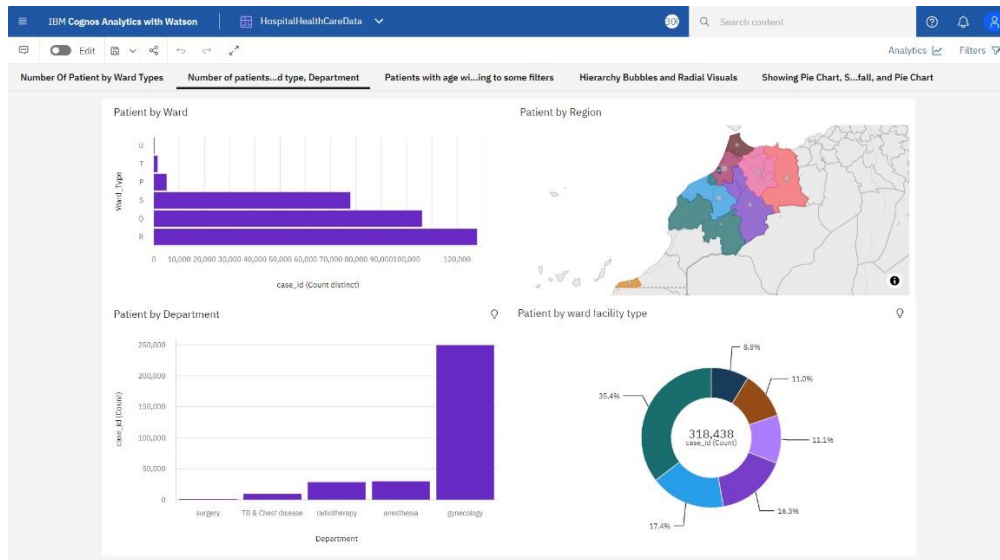 IBM Cognos Analytics with Watson
HospitalHealthCareData
Search content
Edit
Analytics
Filters
Number Of Patient by Ward Types
Number of patients...d type, Department
Patients with age wi...ing to some filters
Hierarchy Bubbles and Radial Visuals
Showing Pie Chart, S...fall, and Pie Chart
Patient by Ward
Ward_Type
U
T
P
S
Q
R
0 10,000 20,000 30,000 40,000 50,000 60,000 70,000 80,000 90,000 100,000 120,000
case_id (Count distinct)
Patient by Region
Patient by Department
case_id (Count)
250,000
200,000
150,000
100,000
50,000
0
surgery TB & Chest disease radiotherapy anesthesia gynecology
Department
Patient by ward facility type
8.8%
11.0%
11.1%
16.3%
17.4%
35.4%
318,438
case_id (Count)